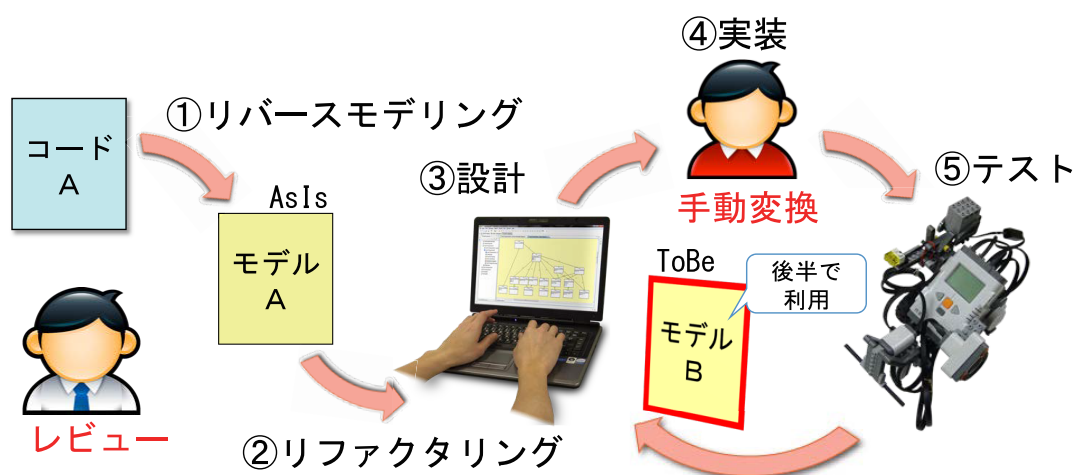 ④実装
①リバースモデリング
コード
A
③設計
⑤テスト
AsIs
手動変換
モデル
A
ToBe
後半で
利用
モデル
B
レビュー
②リファクタリング